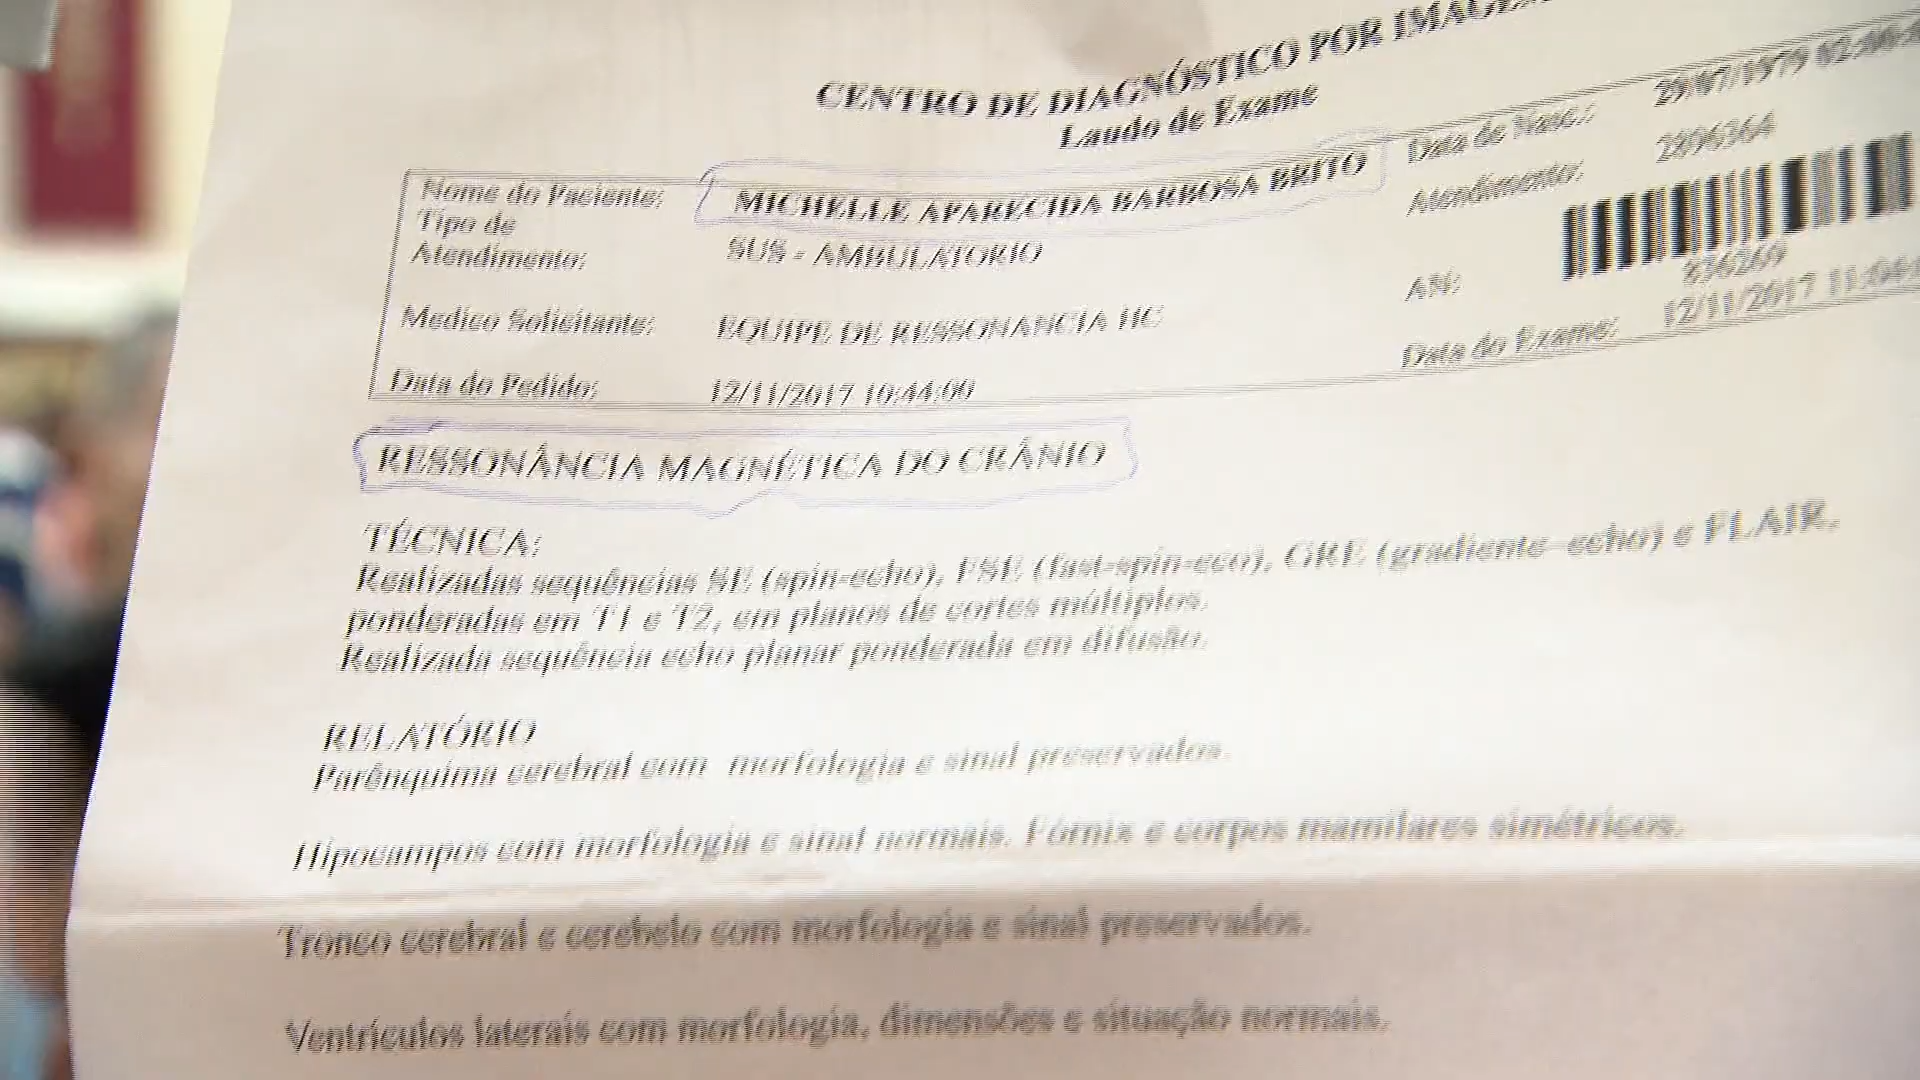 CENTRO DE DIAGNÓSTICO POR
Laudo de Exame
Nome do Paciente: MICHELLE APARECIDA BARBOSA BRITO Data de Nasc.: 29/07/1979
Tipo de Atendimento: SUS - AMBULATORIO Atendimento: 2896364
AN: 836269
Medico Solicitante: EQUIPE DE RESSONANCIA HC
Data do Pedido: 12/11/2017 10:44:00 Data do Exame: 12/11/2017
RESSONÂNCIA MAGNÉTICA DO CRÂNIO
TÉCNICA:
Realizadas sequências SE (spin-echo), FSE (fast-spin-eco), GRE (gradiente-echo) e FLAIR,
ponderadas em T1 e T2, em planos de cortes múltiplos.
Realizada sequência echo planar ponderada em difusão.
RELATÓRIO
Parênquima cerebral com morfologia e sinal preservados.
Hipocampos com morfologia e sinal normais. Fórnix e corpos mamilares simétricos.
Tronco cerebral e cerebelo com morfologia e sinal preservados.
Ventrículos laterais com morfologia, dimensões e situação normais.